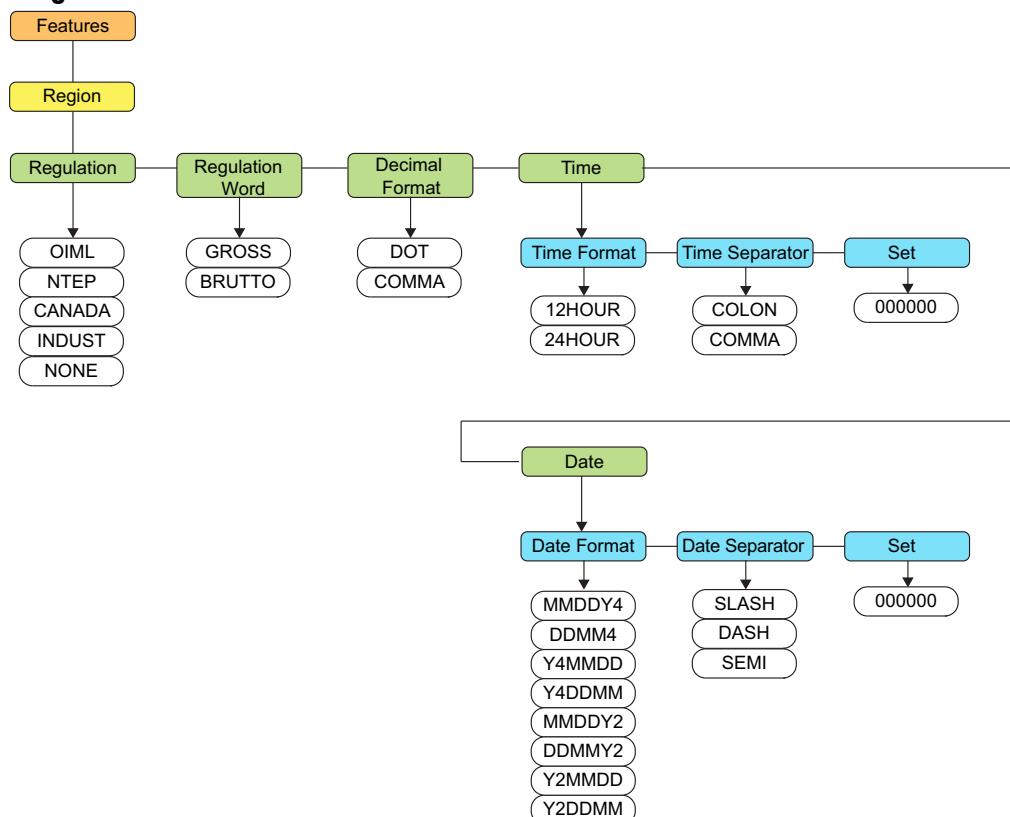 Features
Region
Regulation
Regulation
Word
Decimal
Format
Time
OIML
NTEP
CANADA
INDUST
NONE
GROSS
BRUTTO
DOT
COMMA
Time Format
Time Separator
Set
12HOUR
24HOUR
COLON
COMMA
000000
Date
Date Format
Date Separator
Set
MMDDY4
DDMM4
Y4MMDD
Y4DDMM
MMDDY2
DDMMY2
Y2MMDD
Y2DDMM
SLASH
DASH
SEMI
000000